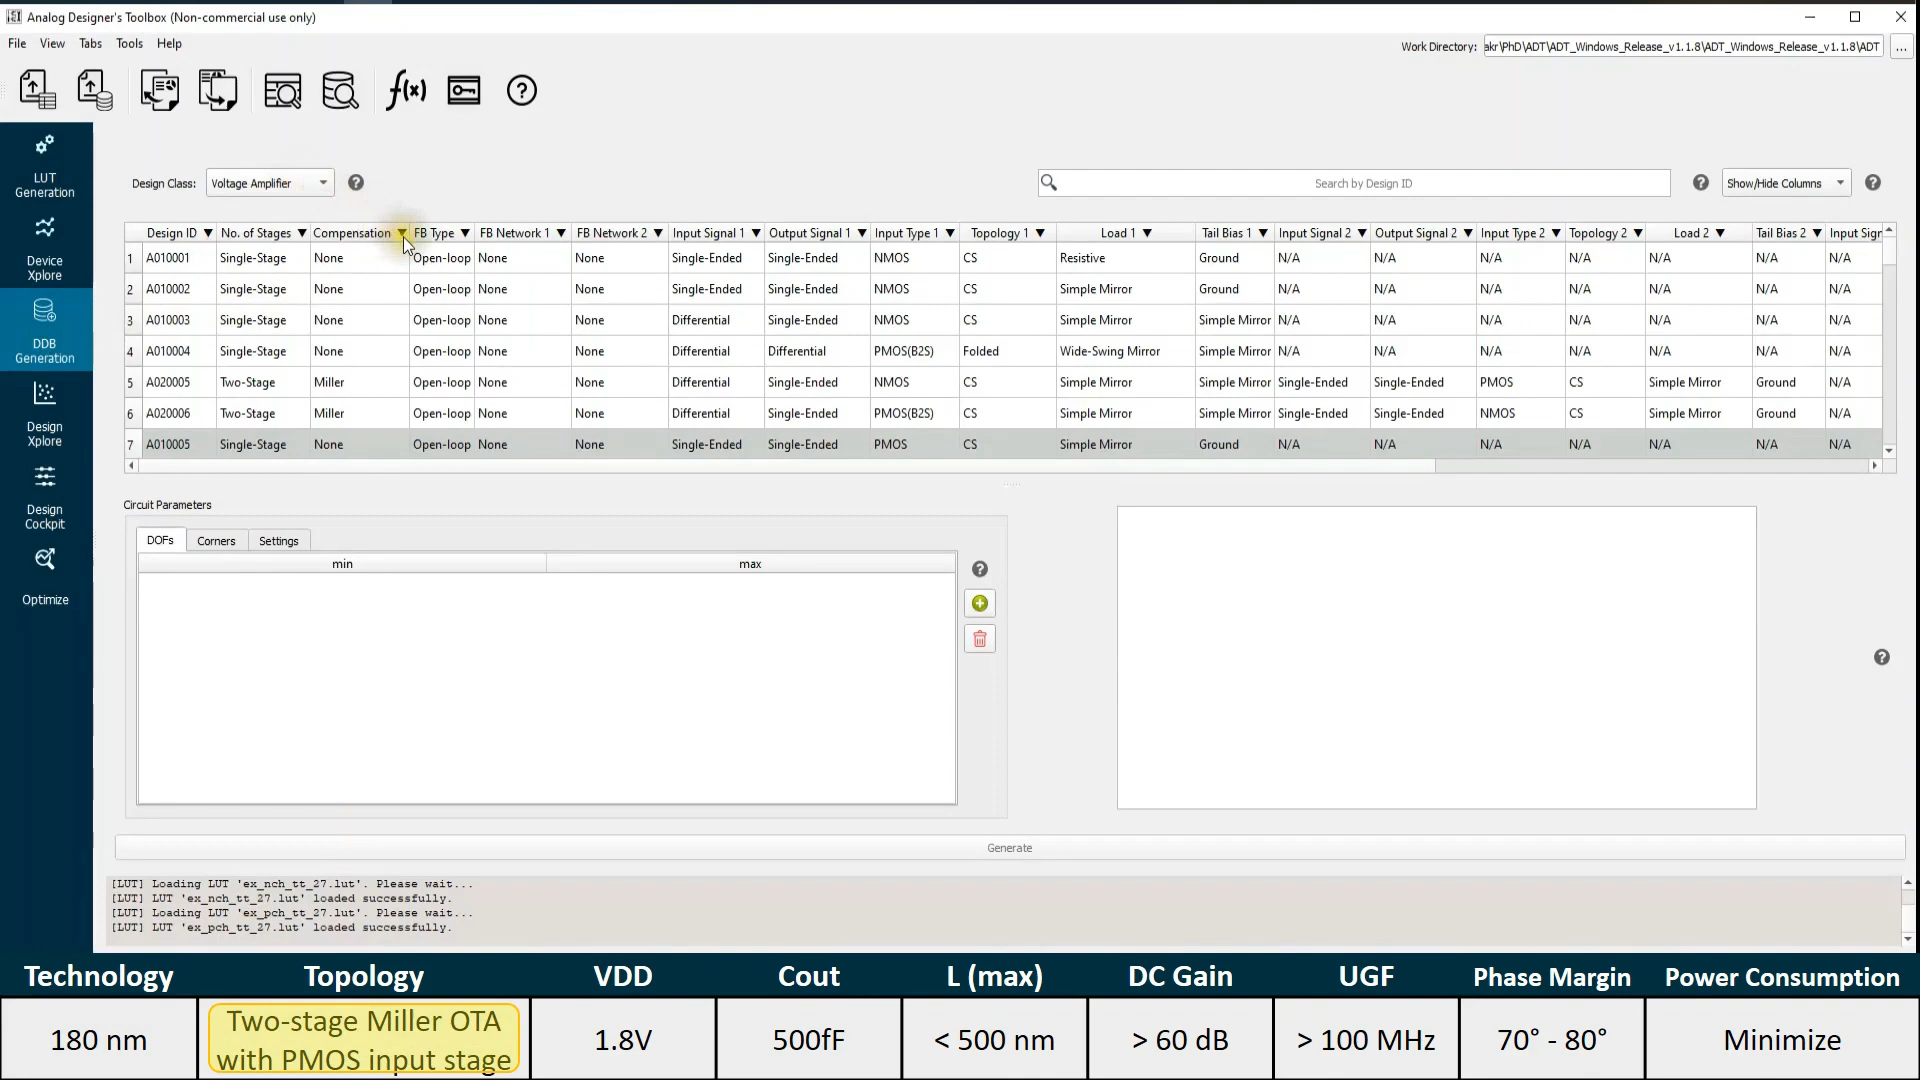 Analog Designer's Toolbox (Non-commercial use only)
File View Tabs Tools Help
Work Directory: akr\PhD\ADT\ADT_Windows_Release_v1.1.8\ADT_Windows_Release_v1.1.8\ADT ...
f(x)
LUT
Generation
Device
Xplore
DDB
Generation
Design
Xplore
Design
Cockpit
Optimize
Design Class: Voltage Amplifier
Search by Design ID
Show/Hide Columns
Design ID No. of Stages Compensation FB Type FB Network 1 FB Network 2 Input Signal 1 Output Signal 1 Input Type 1 Topology 1 Load 1 Tail Bias 1 Input Signal 2 Output Signal 2 Input Type 2 Topology 2 Load 2 Tail Bias 2 Input Sigr
1 A010001 Single-Stage None Open-loop None None Single-Ended Single-Ended NMOS CS Resistive Ground N/A N/A N/A N/A N/A N/A N/A
2 A010002 Single-Stage None Open-loop None None Single-Ended Single-Ended NMOS CS Simple Mirror Ground N/A N/A N/A N/A N/A N/A N/A
3 A010003 Single-Stage None Open-loop None None Differential Single-Ended NMOS CS Simple Mirror Simple Mirror N/A N/A N/A N/A N/A N/A N/A
4 A010004 Single-Stage None Open-loop None None Differential Differential PMOS(B2S) Folded Wide-Swing Mirror Simple Mirror N/A N/A N/A N/A N/A N/A N/A
5 A020005 Two-Stage Miller Open-loop None None Differential Single-Ended NMOS CS Simple Mirror Simple Mirror Single-Ended Single-Ended PMOS CS Simple Mirror Ground N/A
6 A020006 Two-Stage Miller Open-loop None None Differential Single-Ended PMOS(B2S) CS Simple Mirror Simple Mirror Single-Ended Single-Ended NMOS CS Simple Mirror Ground N/A
7 A010005 Single-Stage None Open-loop None None Single-Ended Single-Ended PMOS CS Simple Mirror Ground N/A N/A N/A N/A N/A N/A N/A
Circuit Parameters
DOFs Corners Settings
min max
Generate
[LUT] Loading LUT 'ex_nch_tt_27.lut'. Please wait...
[LUT] LUT 'ex_nch_tt_27.lut' loaded successfully.
[LUT] Loading LUT 'ex_pch_tt_27.lut'. Please wait...
[LUT] LUT 'ex_pch_tt_27.lut' loaded successfully.
Technology Topology VDD Cout L (max) DC Gain UGF Phase Margin Power Consumption
180 nm Two-stage Miller OTA with PMOS input stage 1.8V 500fF < 500 nm > 60 dB > 100 MHz 70° - 80° Minimize